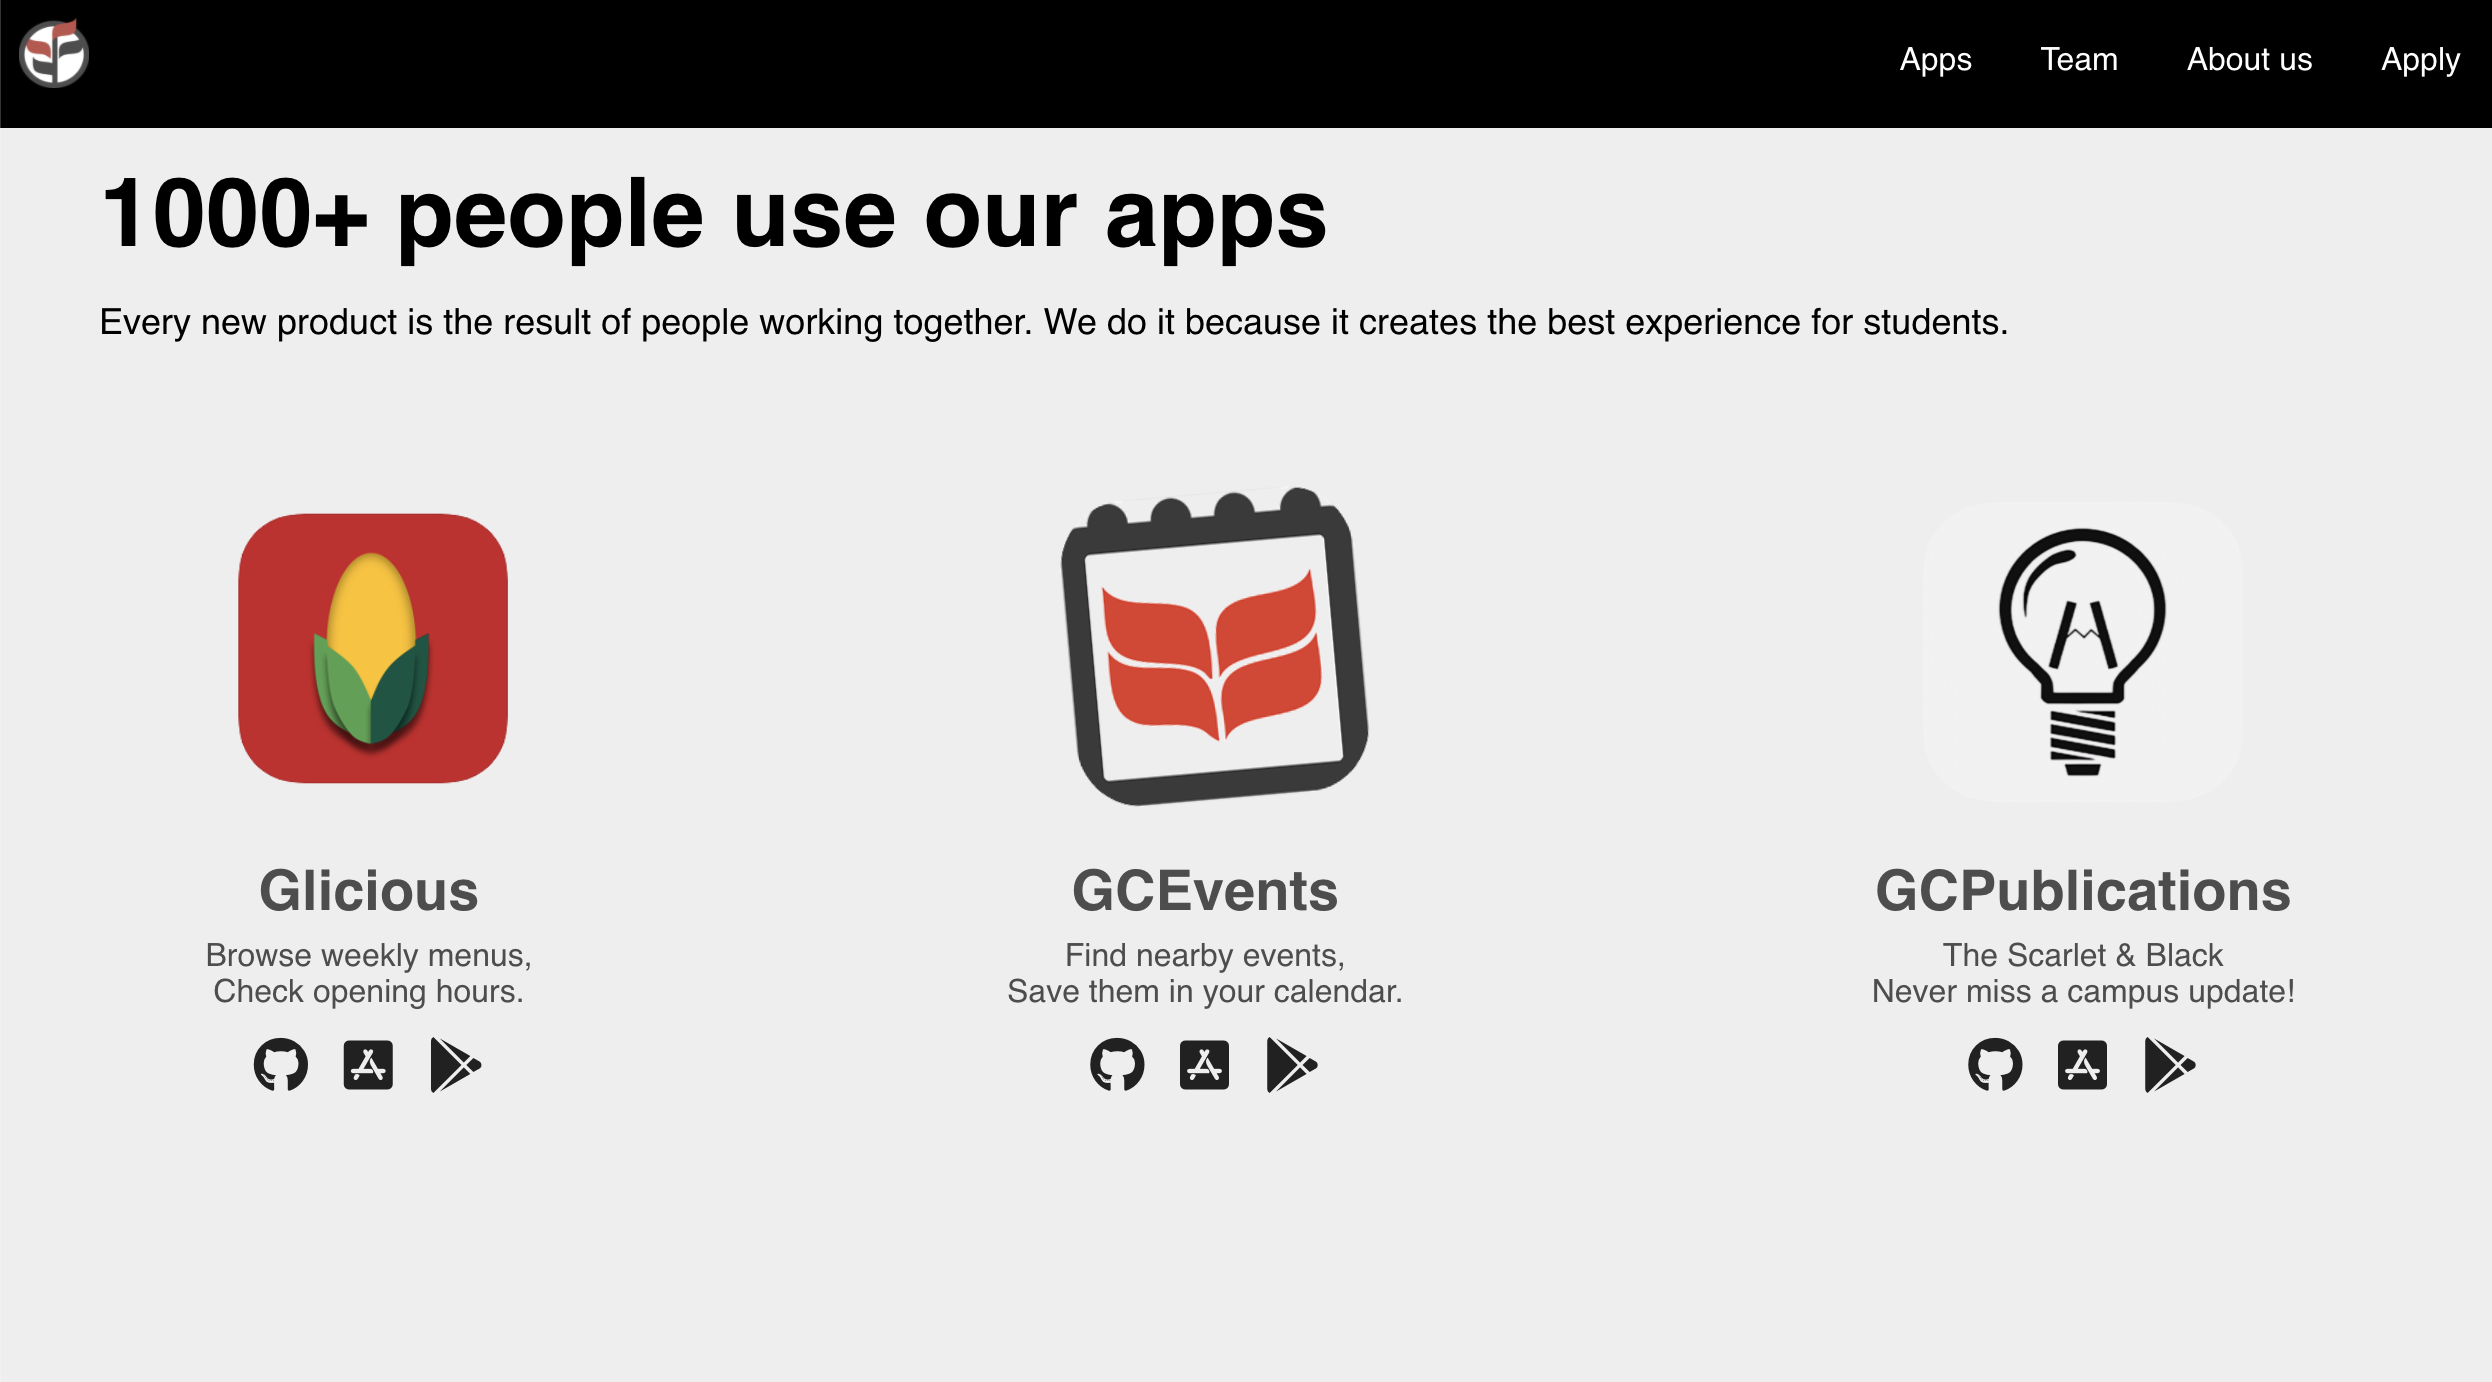 Apps Team About us Apply
1000+ people use our apps
Every new product is the result of people working together. We do it because it creates the best experience for students.
Glicious
Browse weekly menus,
Check opening hours.
GCEvents
Find nearby events,
Save them in your calendar.
GCPublications
The Scarlet & Black
Never miss a campus update!